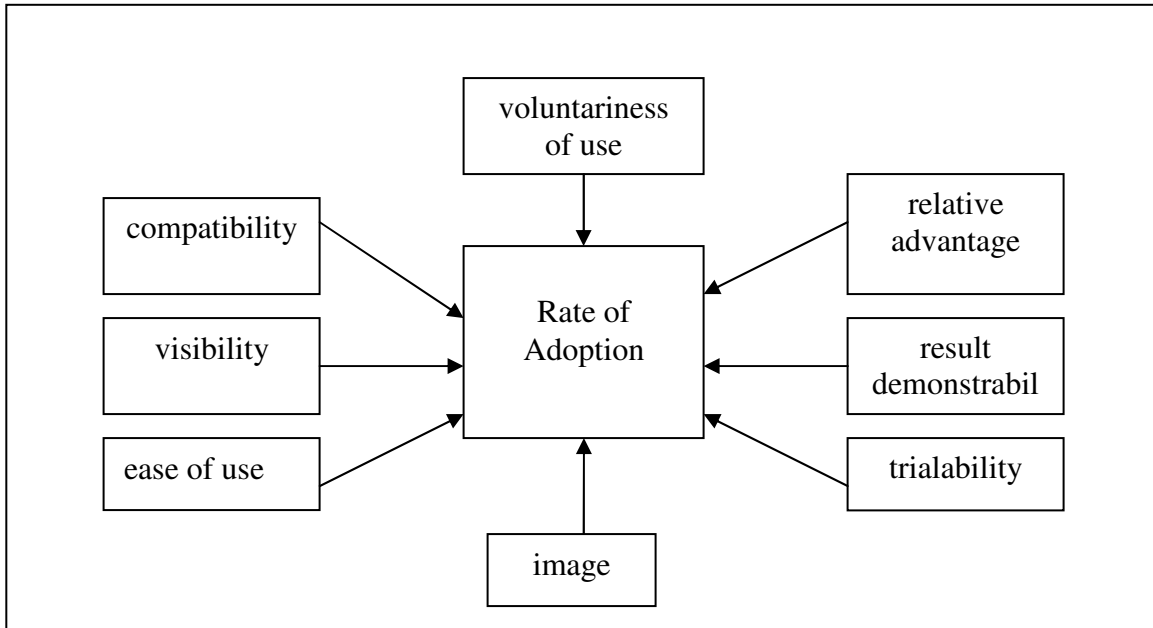 voluntariness
of use
compatibility
relative
advantage
Rate of
Adoption
visibility
result
demonstrabil
ease of use
trialability
image